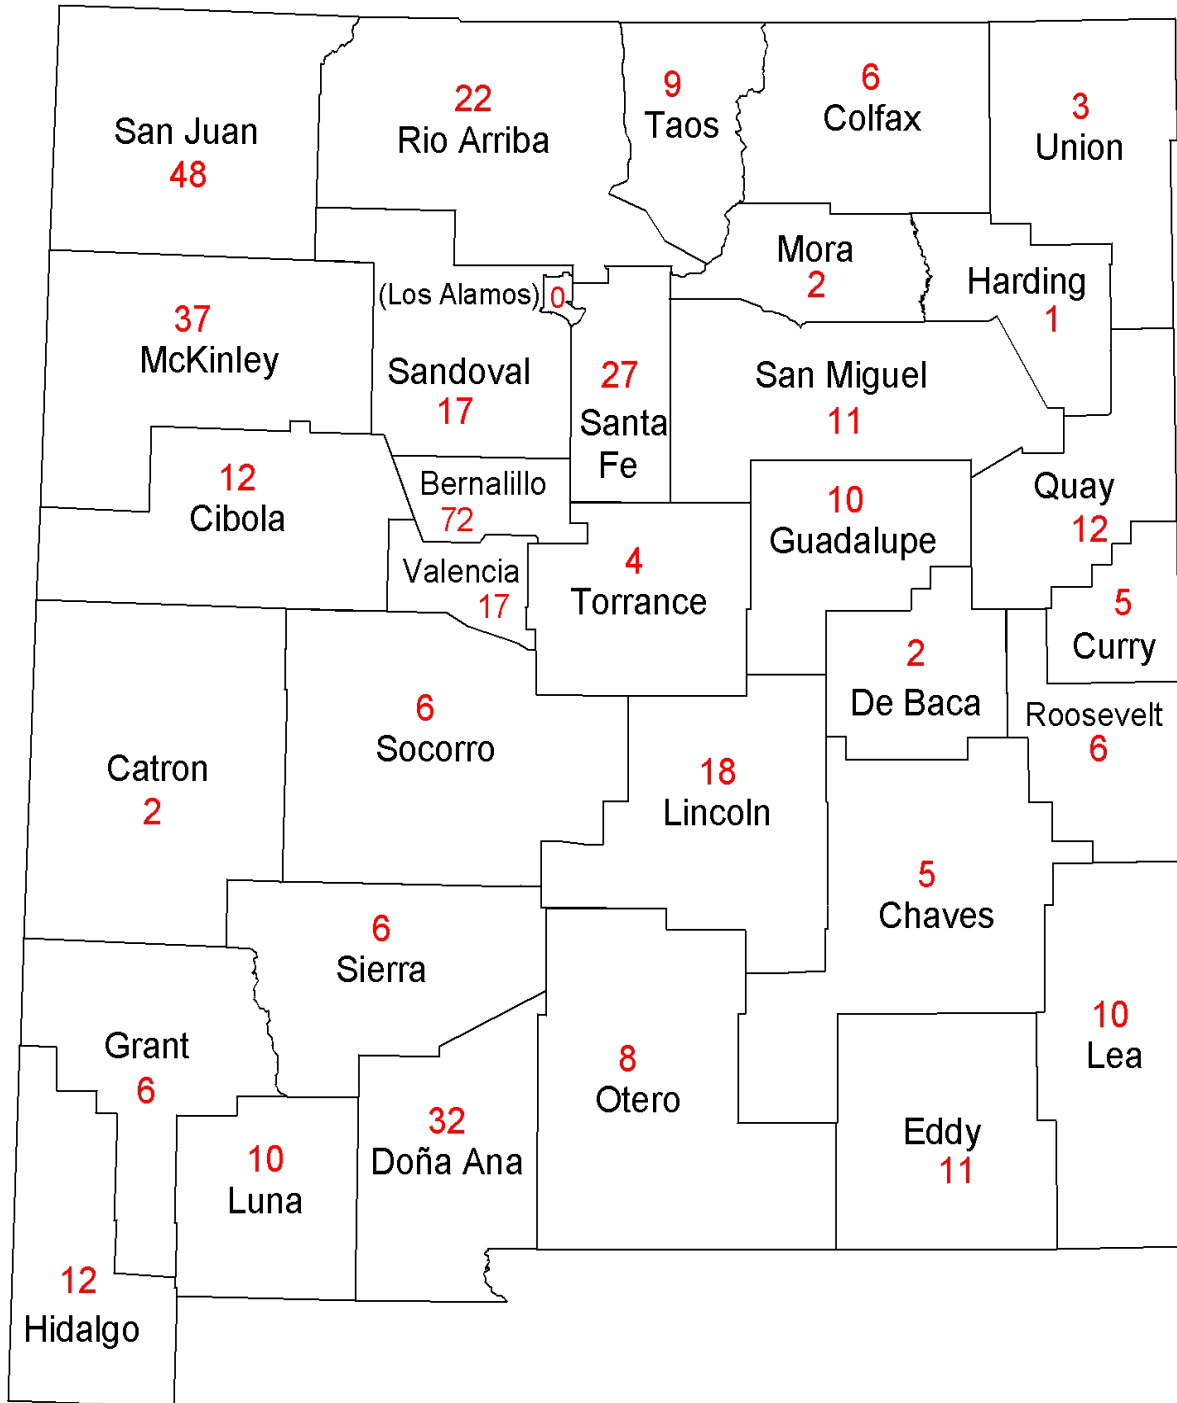 San Juan
48
22
Rio Arriba
9
Taos
6
Colfax
3
Union
Mora
2
Harding
1
(Los Alamos)
0
37
McKinley
Sandoval
17
27
Santa
Fe
San Miguel
11
12
Cibola
Bernalillo
72
Valencia
17
4
Torrance
10
Guadalupe
Quay
12
5
Curry
2
De Baca
Roosevelt
6
Catron
2
6
Socorro
18
Lincoln
5
Chaves
6
Sierra
Grant
6
10
Luna
32
Doña Ana
8
Otero
Eddy
11
10
Lea
12
Hidalgo